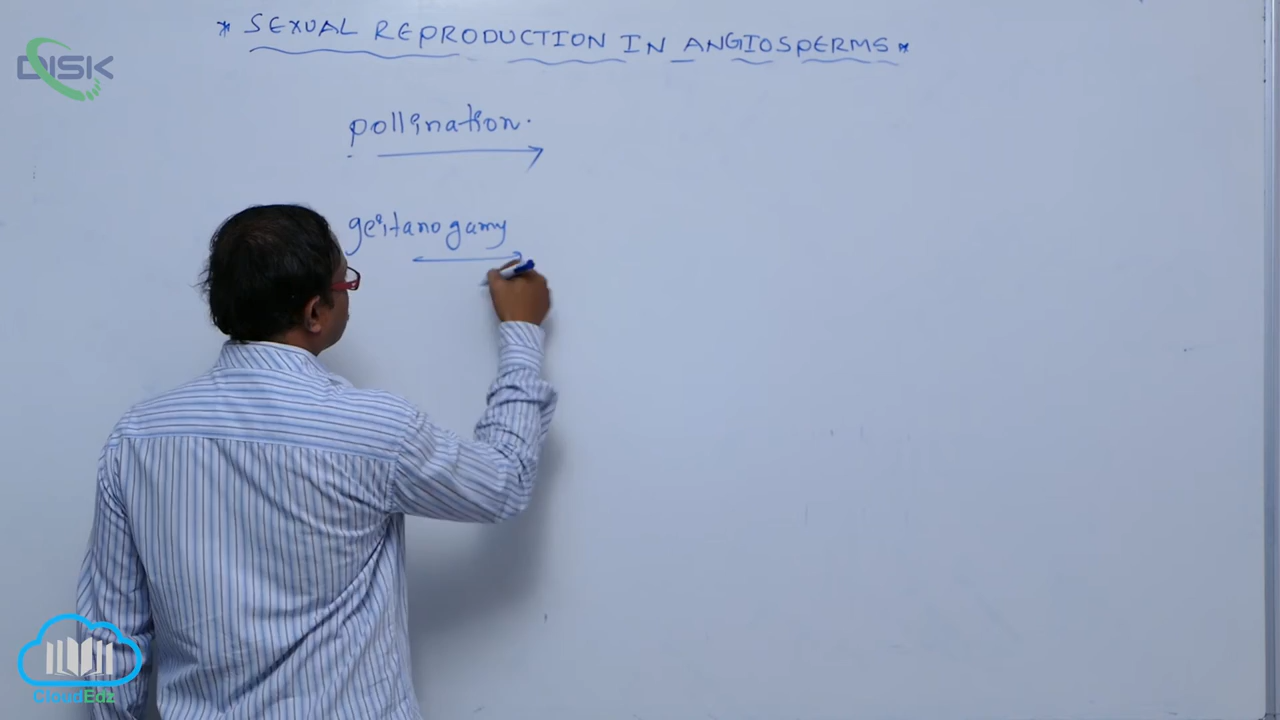 * SEXUAL REPRODUCTION IN ANGIOSPERMS *
DISK
pollination.
geitanogamy
CloudEdz